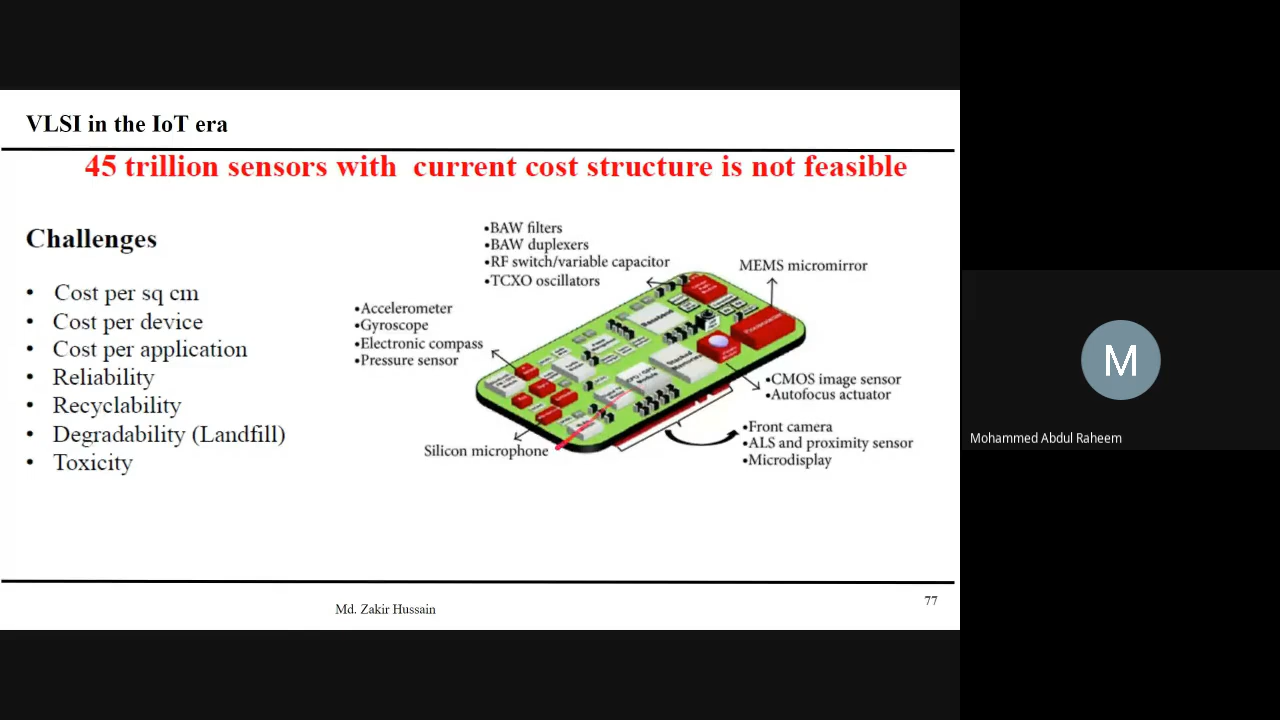 VLSI in the IoT era
45 trillion sensors with current cost structure is not feasible
Challenges
• Cost per sq cm
• Cost per device
• Cost per application
• Reliability
• Recyclability
• Degradability (Landfill)
• Toxicity
•BAW filters
•BAW duplexers
•RF switch/variable capacitor
•TCXO oscillators
MEMS micromirror
•Accelerometer
•Gyroscope
•Electronic compass
•Pressure sensor
•CMOS image sensor
•Autofocus actuator
Silicon microphone
•Front camera
•ALS and proximity sensor
•Microdisplay
Md. Zakir Hussain
77
M
Mohammed Abdul Raheem